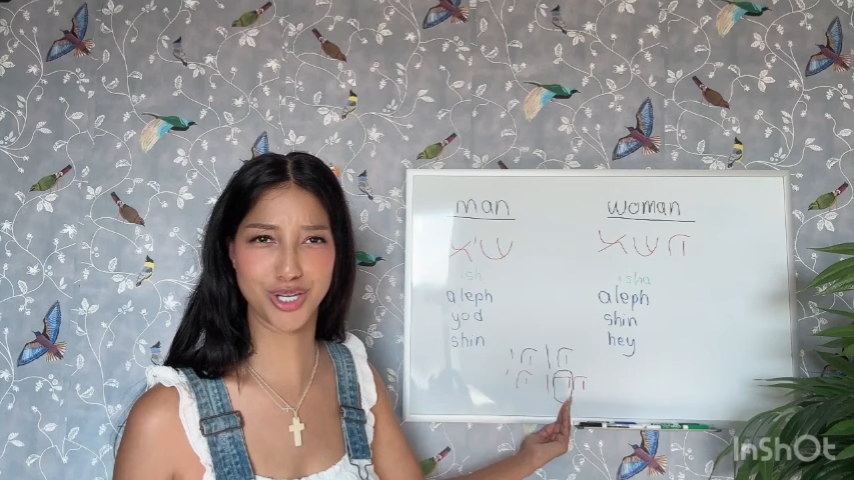 man
איש
ish
aleph
yod
shin
woman
אשה
isha
aleph
shin
hey
InShOt